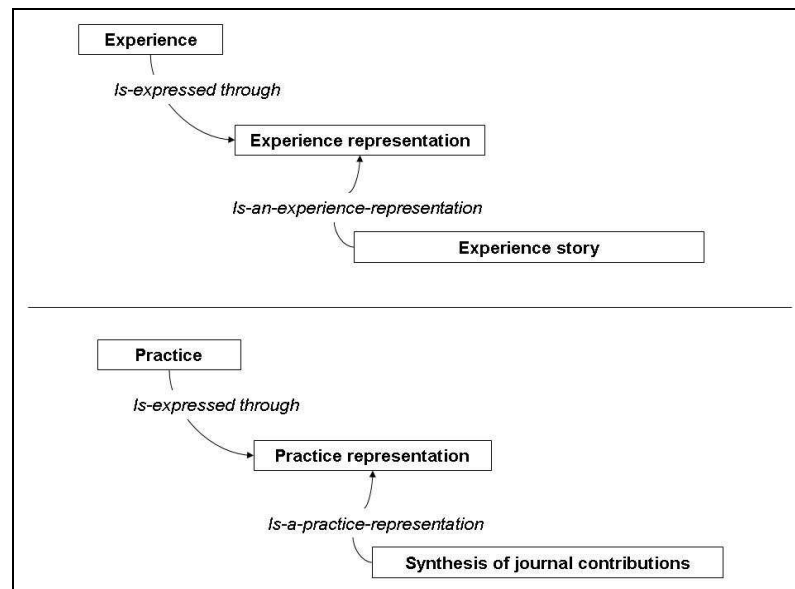 Experience
Is-expressed through
Experience representation
Is-an-experience-representation
Experience story
Practice
Is-expressed through
Practice representation
Is-a-practice-representation
Synthesis of journal contributions